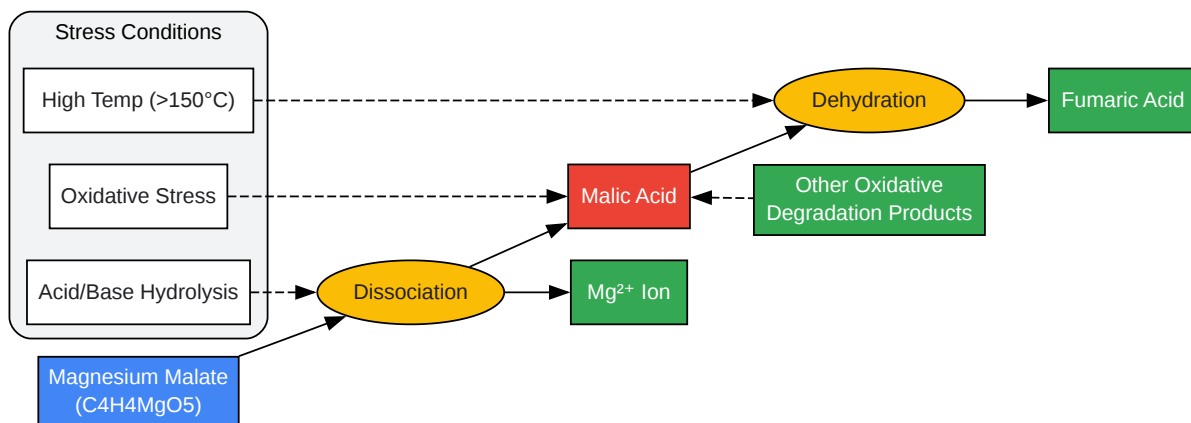 Stress Conditions
High Temp (>150°C)
Dehydration
Fumaric Acid
Oxidative Stress
Malic Acid
Other Oxidative
Degradation Products
Acid/Base Hydrolysis
Dissociation
Mg²⁺ Ion
Magnesium Malate
(C4H4MgO5)